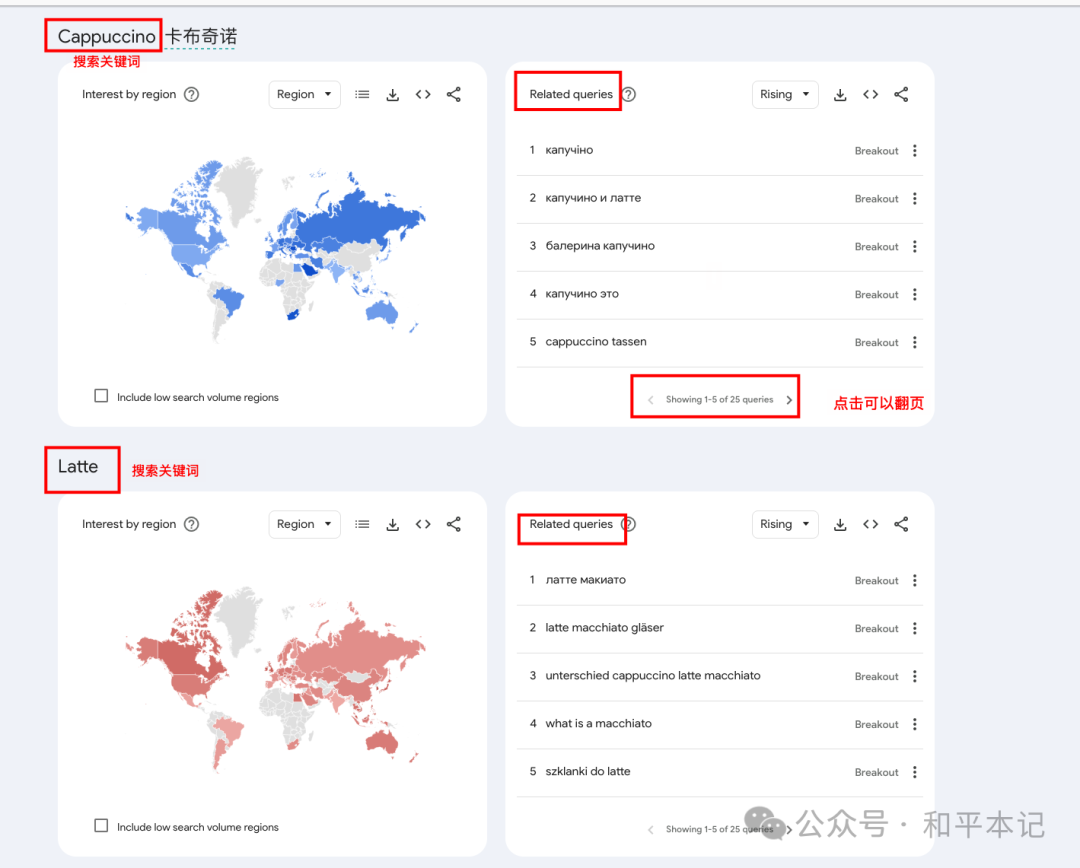 Cappuccino 卡布奇诺
搜索关键词
Interest by region ?
Region
Related queries ?
Rising
1 капучіно Breakout
2 капучино и латте Breakout
3 балерина капучино Breakout
4 капучино это Breakout
5 cappuccino tassen Breakout
Include low search volume regions
Showing 1-5 of 25 queries
点击可以翻页
Latte
搜索关键词
Interest by region ?
Region
Related queries ?
Rising
1 латте макиато Breakout
2 latte macchiato gläser Breakout
3 unterschied cappuccino latte macchiato Breakout
4 what is a macchiato Breakout
5 szklanki do latte Breakout
Include low search volume regions
Showing 1-5 of 25 queries
公众号 · 和平本记